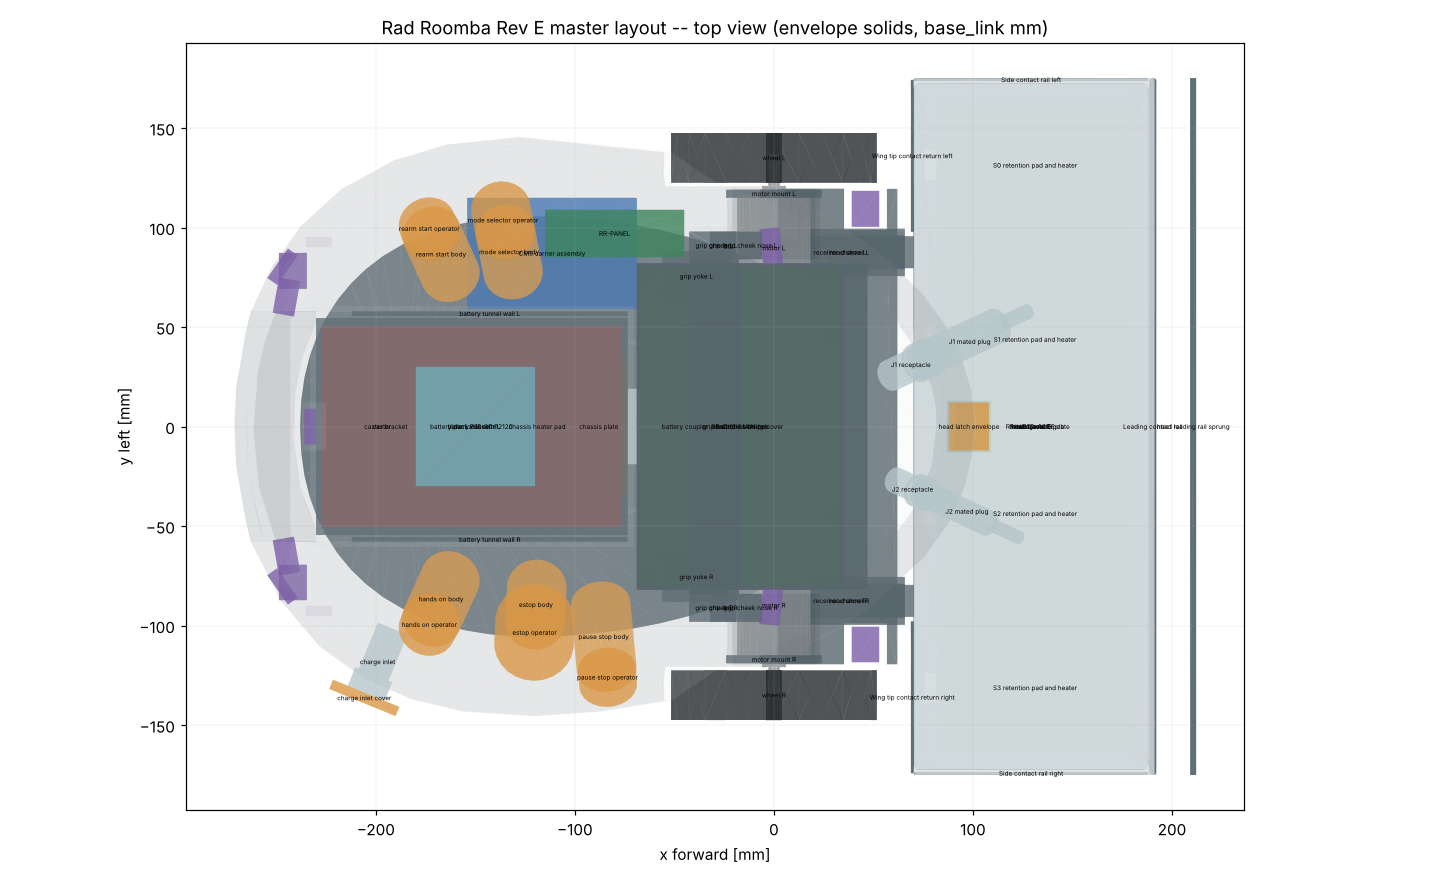 Rad Roomba Rev E master layout -- top view (envelope solids, base_link mm)
Side contact rail left
wheel L
Wing tip contact return left
S0 retention pad and heater
motor mount L
mode selector operator
rearm start operator
RR-PANEL
motor L
rearm start body
grip yoke L
battery tunnel wall L
S1 retention pad and heater
J1 mated plug
J1 receptacle
chassis heater pad
chassis plate
head latch envelope
J2 receptacle
J2 mated plug
S2 retention pad and heater
battery tunnel wall R
grip yoke R
hands on body
estop body
motor R
hands on operator
estop operator
pause stop body
charge inlet
motor mount R
pause stop operator
S3 retention pad and heater
charge inlet cover
wheel R
Wing tip contact return right
Side contact rail right
150
100
50
0
−50
−100
−150
y left [mm]
−200
−100
0
100
200
x forward [mm]